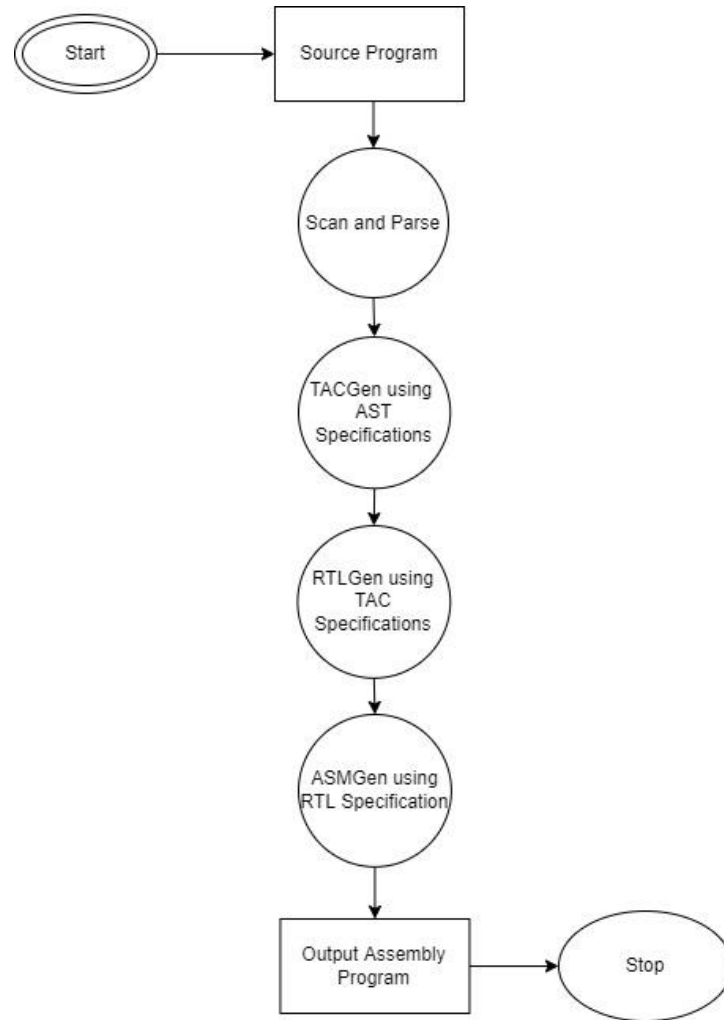 Start
Source Program
Scan and Parse
TACGen using
AST
Specifications
RTLGen using
TAC
Specifications
ASMGen using
RTL Specification
Output Assembly
Program
Stop